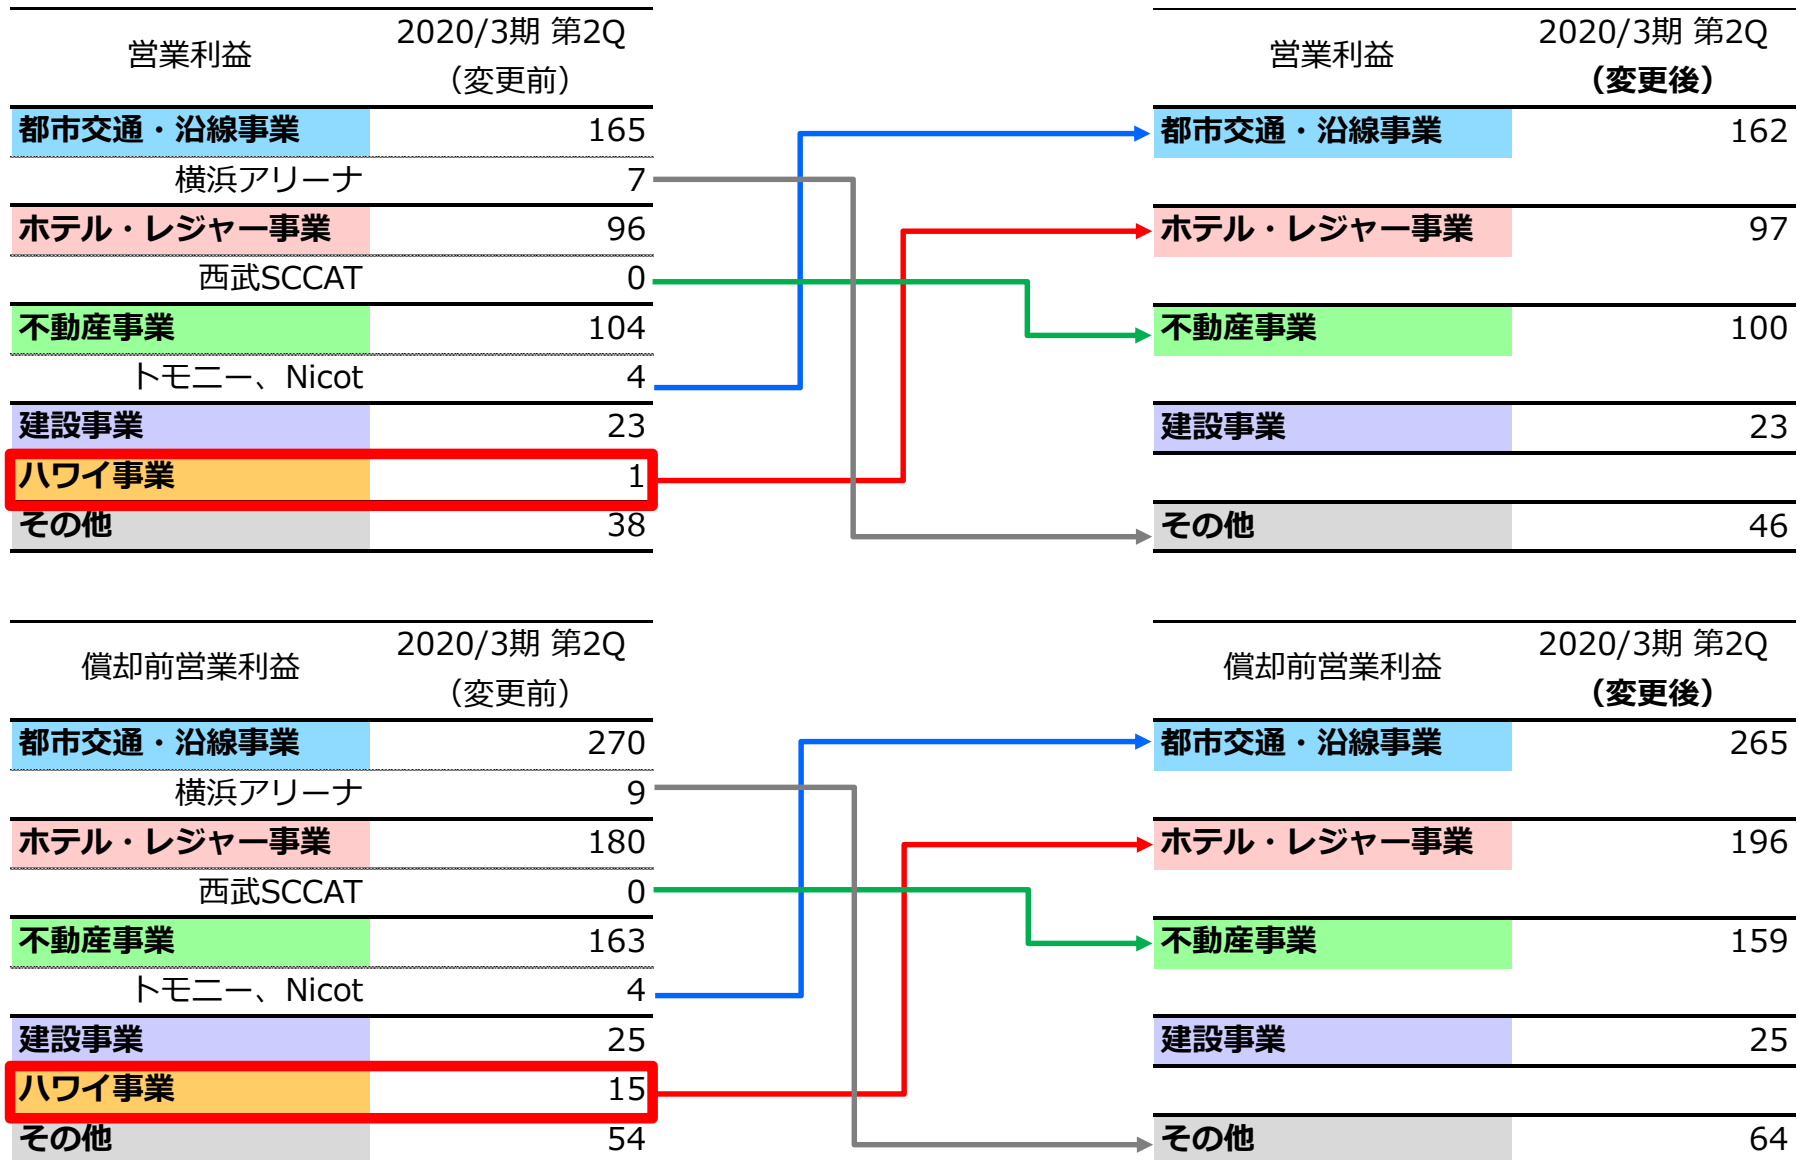 営業利益 2020/3期 第2Q
（変更前）
都市交通・沿線事業 165
横浜アリーナ 7
ホテル・レジャー事業 96
西武SCCAT 0
不動産事業 104
トモニー、Nicot 4
建設事業 23
ハワイ事業 1
その他 38
営業利益 2020/3期 第2Q
（変更後）
都市交通・沿線事業 162
ホテル・レジャー事業 97
不動産事業 100
建設事業 23
その他 46
償却前営業利益 2020/3期 第2Q
（変更前）
都市交通・沿線事業 270
横浜アリーナ 9
ホテル・レジャー事業 180
西武SCCAT 0
不動産事業 163
トモニー、Nicot 4
建設事業 25
ハワイ事業 15
その他 54
償却前営業利益 2020/3期 第2Q
（変更後）
都市交通・沿線事業 265
ホテル・レジャー事業 196
不動産事業 159
建設事業 25
その他 64